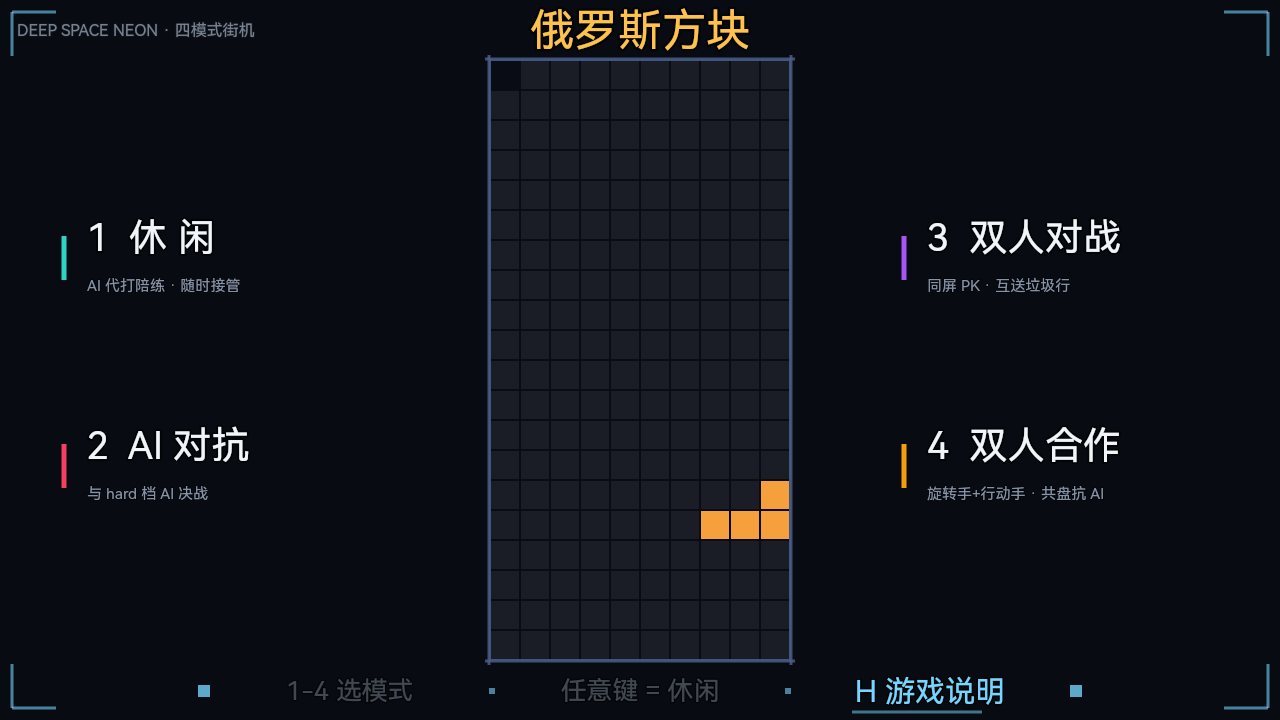 DEEP SPACE NEON · 四模式街机
俄罗斯方块
1 休 闲
AI 代打陪练 · 随时接管
2 AI 对抗
与 hard 档 AI 决战
3 双人对战
同屏 PK · 互送垃圾行
4 双人合作
旋转手+行动手 · 共盘抗 AI
1-4 选模式
任意键 = 休闲
H 游戏说明